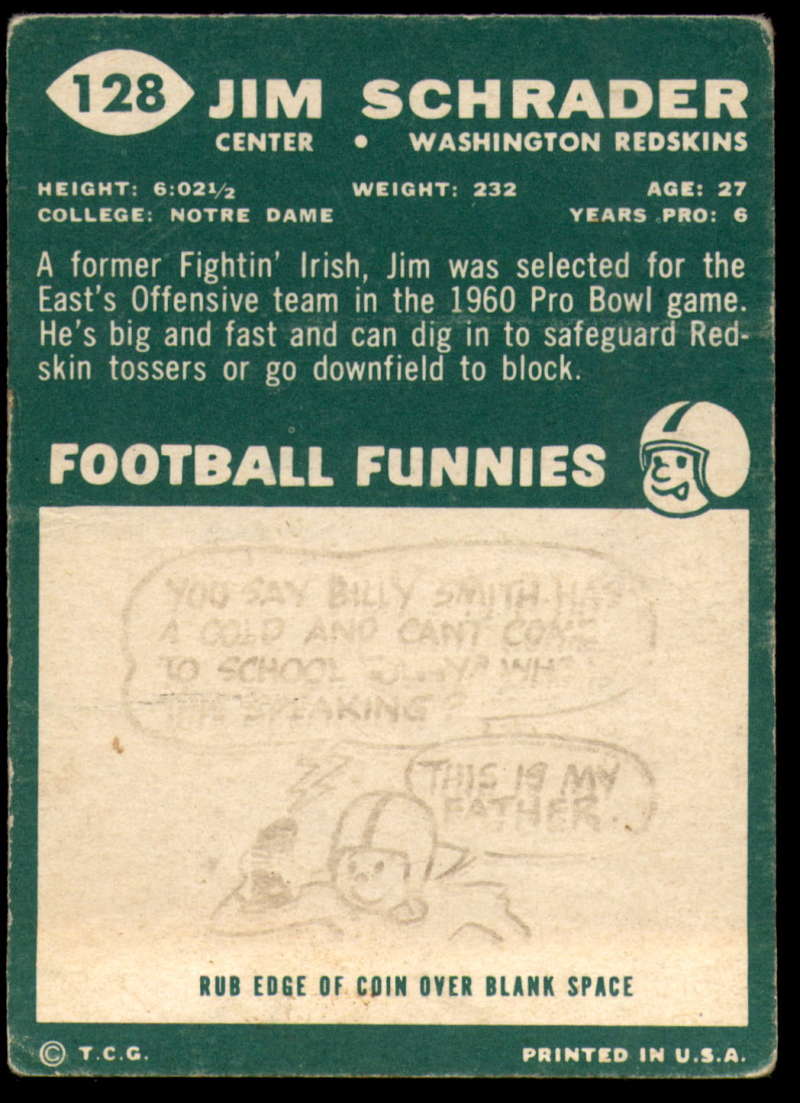 128
JIM SCHRADER
CENTER • WASHINGTON REDSKINS
HEIGHT: 6:02½ WEIGHT: 232 AGE: 27
COLLEGE: NOTRE DAME YEARS PRO: 6
A former Fightin' Irish, Jim was selected for the
East's Offensive team in the 1960 Pro Bowl game.
He's big and fast and can dig in to safeguard Red-
skin tossers or go downfield to block.
FOOTBALL FUNNIES
YOU SAY BILLY SMITH HAS
A COLD AND CAN'T COME
TO SCHOOL
SPEAKING?
THIS IS MY
FATHER.
RUB EDGE OF COIN OVER BLANK SPACE
© T.C.G. PRINTED IN U.S.A.